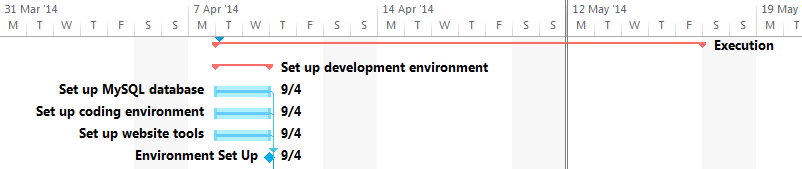 31 Mar '14 7 Apr '14 14 Apr '14 12 May '14 19 May
M T W T F S S M T W T F S S M T W T F S S M T W T F S S M T
Execution
Set up development environment
Set up MySQL database 9/4
Set up coding environment 9/4
Set up website tools 9/4
Environment Set Up 9/4